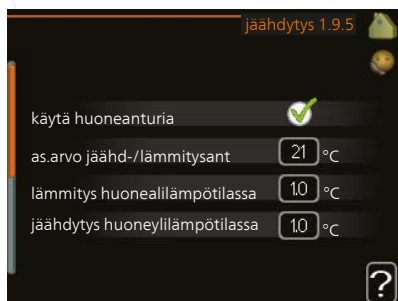 jäähdytys 1.9.5
käytä huoneanturia
as.arvo jäähd-/lämmitysant 21 °C
lämmitys huonealilämpötilassa 1.0 °C
jäähdytys huoneylilämpötilassa 1.0 °C
?